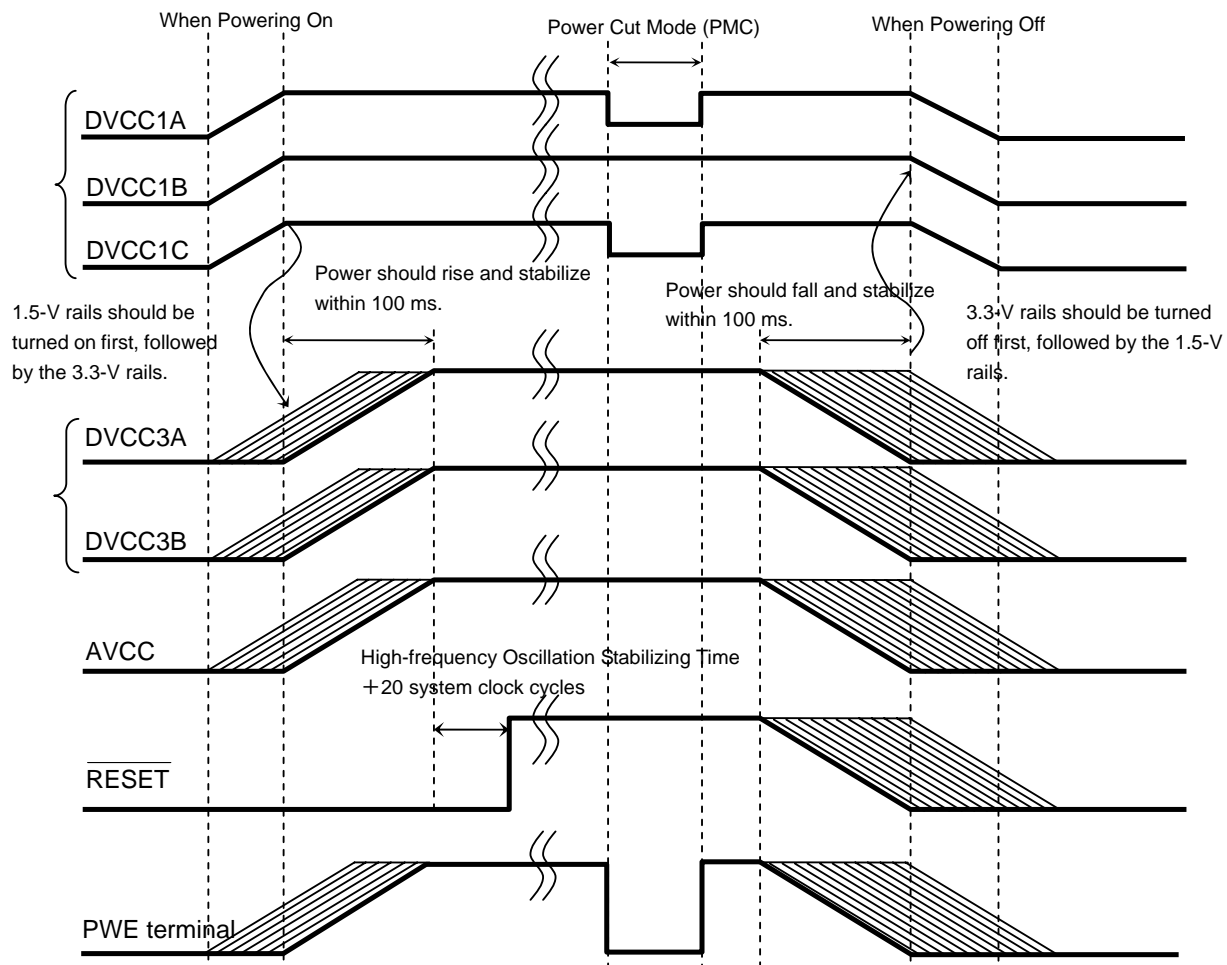 When Powering On
Power Cut Mode (PMC)
When Powering Off
DVCC1A
DVCC1B
DVCC1C
Power should rise and stabilize
within 100 ms.
Power should fall and stabilize
within 100 ms.
1.5-V rails should be
turned on first, followed
by the 3.3-V rails.
3.3-V rails should be turned
off first, followed by the 1.5-V
rails.
DVCC3A
DVCC3B
AVCC
High-frequency Oscillation Stabilizing Time
+20 system clock cycles
RESET
PWE terminal